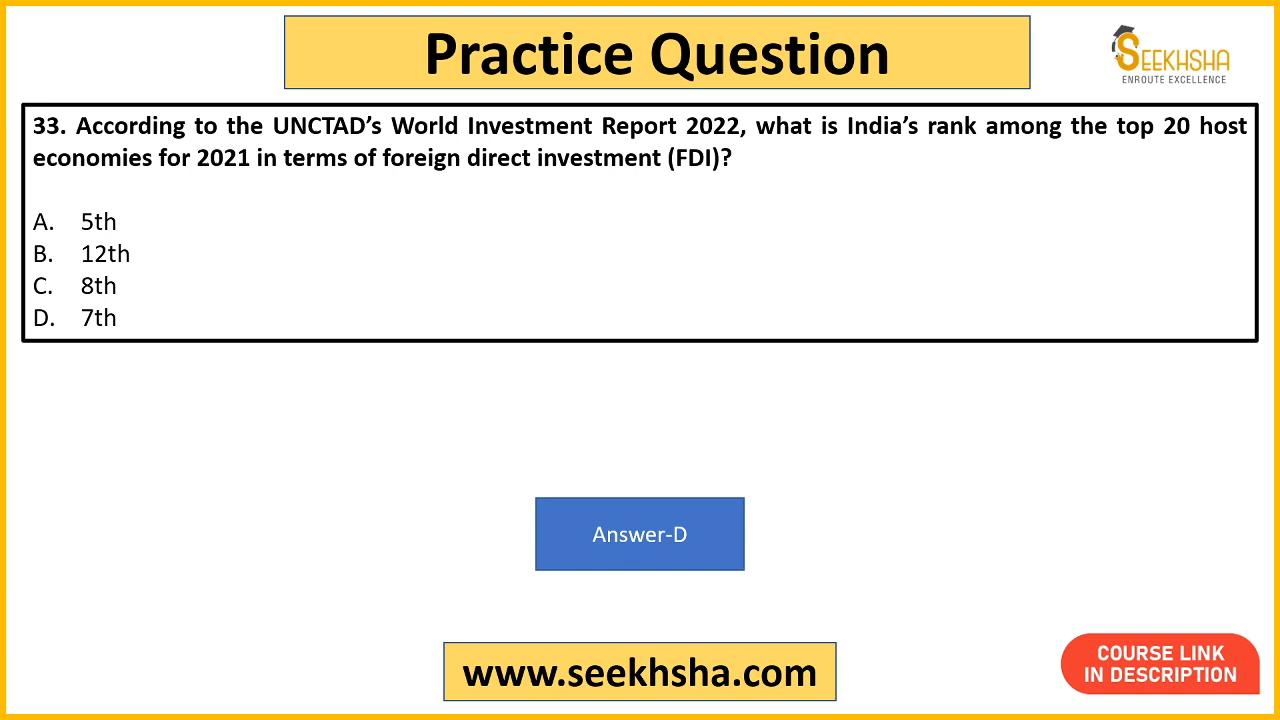 Practice Question
SEEKHSHA
ENROUTE EXCELLENCE
33. According to the UNCTAD’s World Investment Report 2022, what is India’s rank among the top 20 host
economies for 2021 in terms of foreign direct investment (FDI)?
A. 5th
B. 12th
C. 8th
D. 7th
Answer-D
www.seekhsha.com
COURSE LINK
IN DESCRIPTION